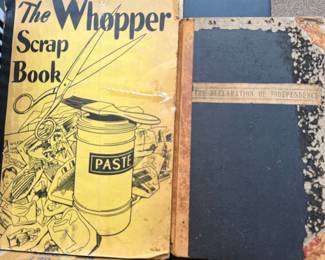 The Whopper
Scrap
Book
PASTE
THE DECLARATION OF INDEPENDENCE